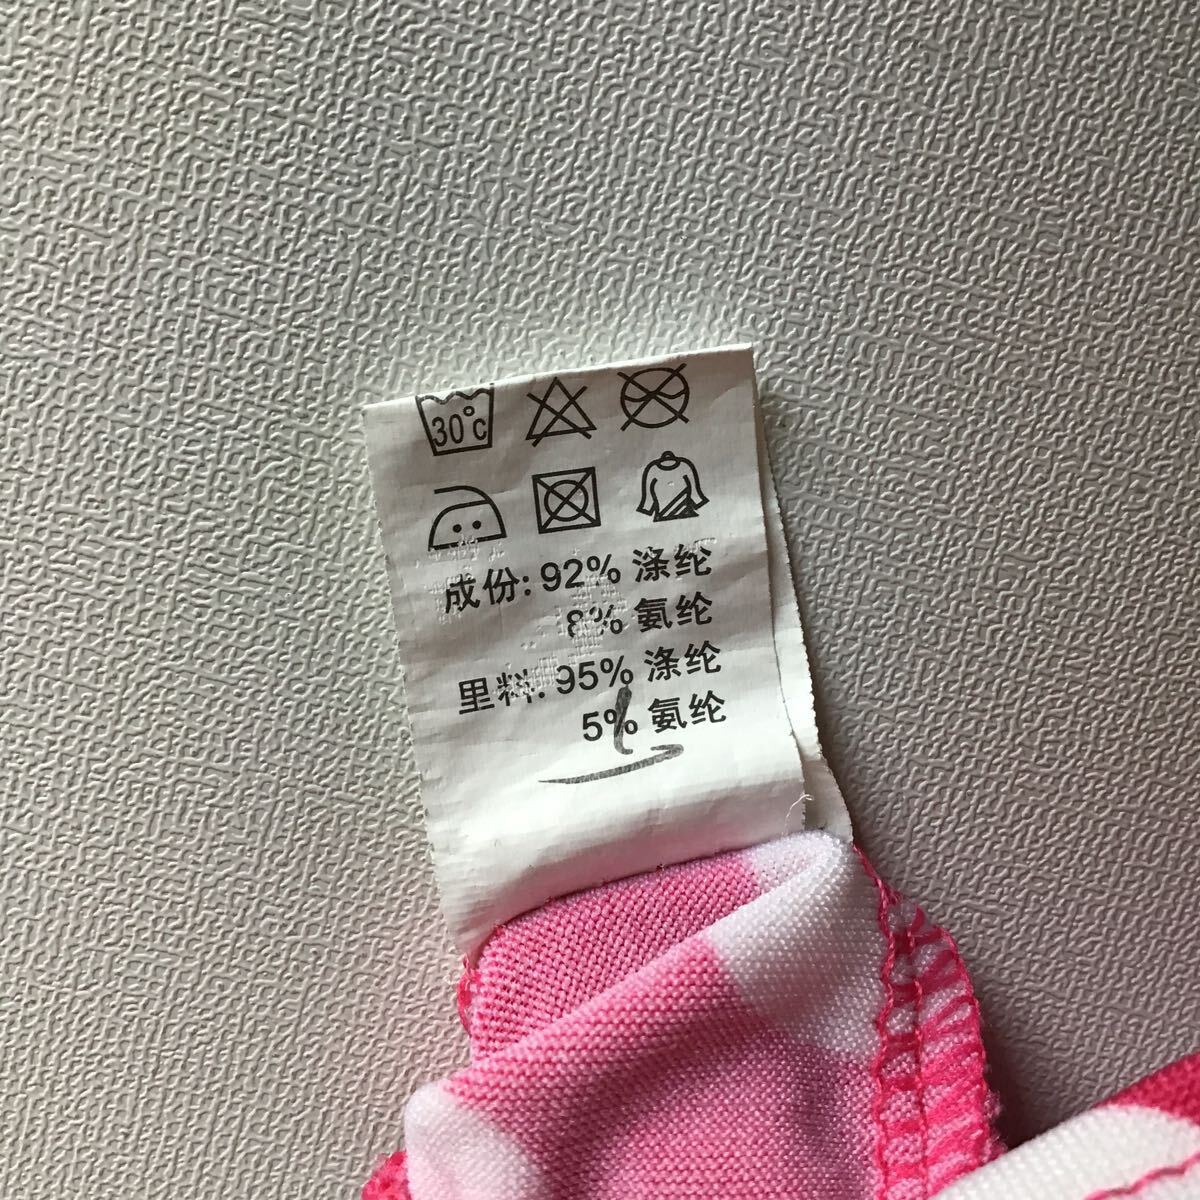 30°C
成份: 92% 涤纶
8% 氨纶
里料: 95% 涤纶
5% 氨纶